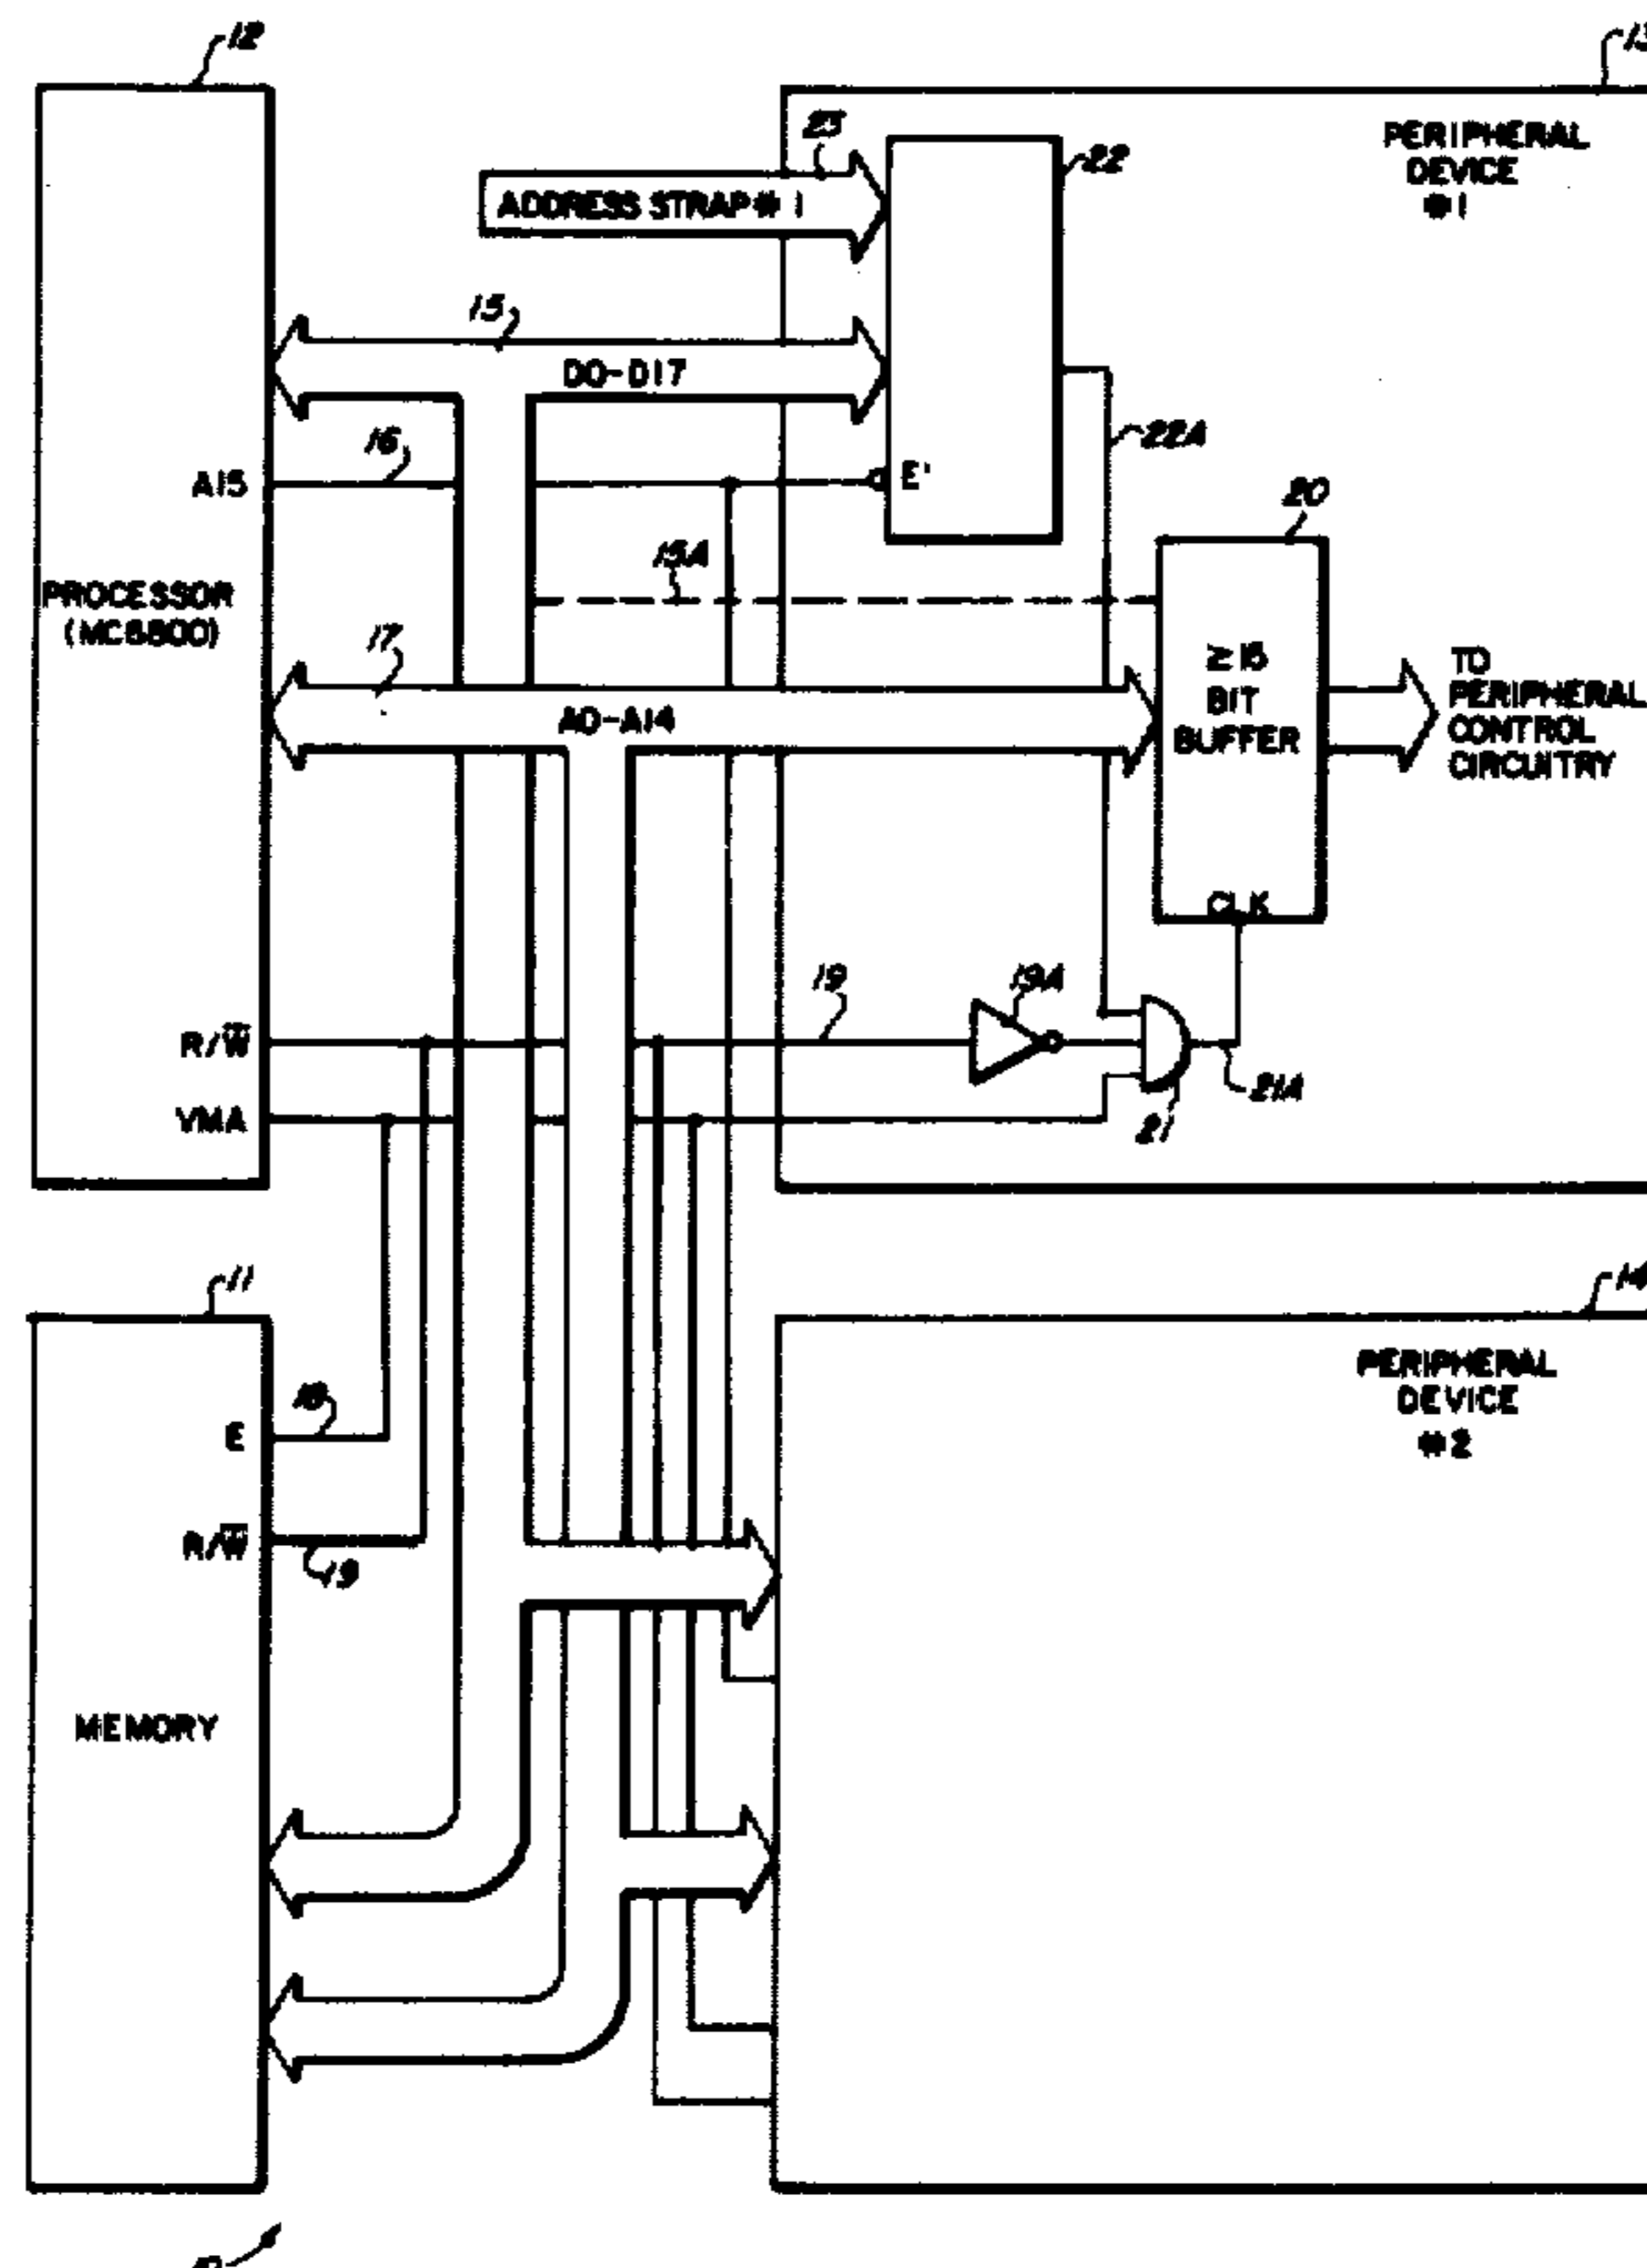 12
13
PERIPHERAL
DEVICE
#1
23
22
ADDRESS STRAP # 1
15
D0-D17
22A
16
A15
E'
20
15A
PROCESSOR
(MC6800)
17
≥15
BIT
BUFFER
TO
PERIPHERAL
CONTROL
CIRCUITRY
A0-A14
CLK
19
19A
R/W̅
21A
VMA
21
11
14
PERIPHERAL
DEVICE
#2
18
E
R/W̅
19
MEMORY